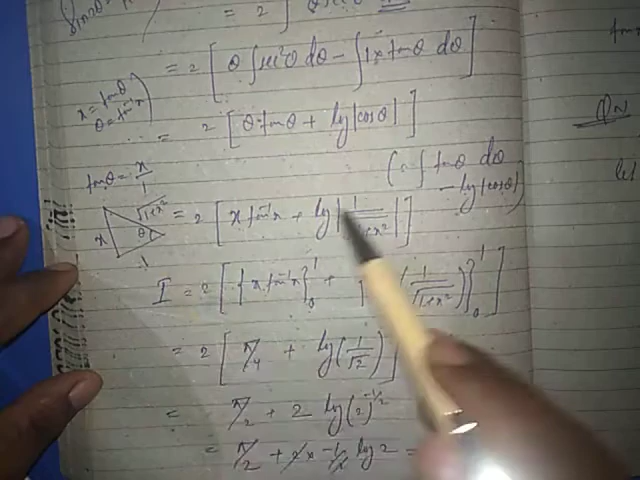 = 2 ∫
= 2 [ θ ∫ sec²θ dθ − ∫ 1 × tanθ dθ ]
x = tanθ
θ = tan⁻¹x
= 2 [ θ·tanθ + log|cosθ| ]
QN
(∵ ∫ tanθ dθ
− log|cosθ|)
tanθ = x/1
= 2 [ x tan⁻¹x + log| 1/√1+x² | ]
√1+x²
x θ
1
I = 2 [ { x tan⁻¹x }₀¹ + ( 1/√1+x² ) }₀¹ ]
= 2 [ π/4 + log( 1/√2 ) ]
= π/2 + 2 log(2)^-1/2
= π/2 + 2 × -1/2 log 2 =